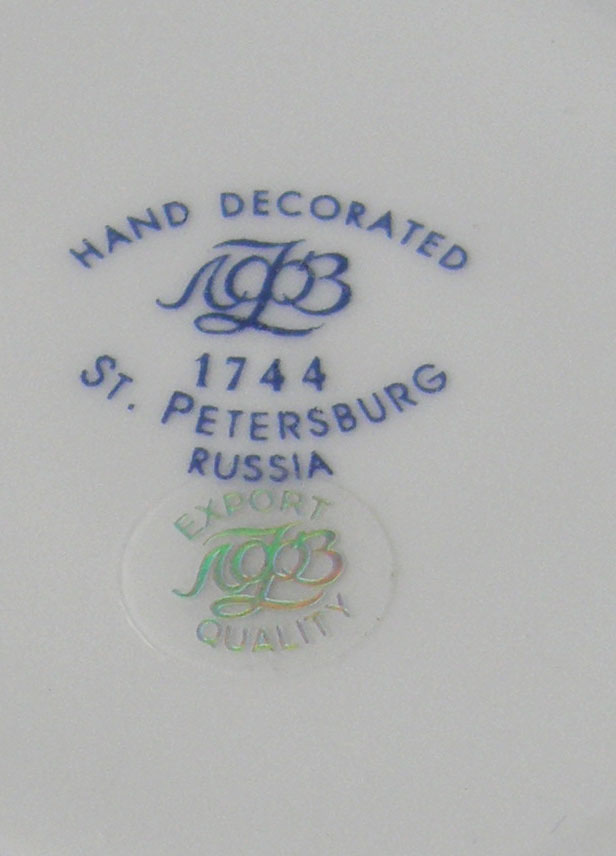 HAND DECORATED
ЛФЗ
1744
ST. PETERSBURG
RUSSIA
EXPORT
ЛФЗ
QUALITY